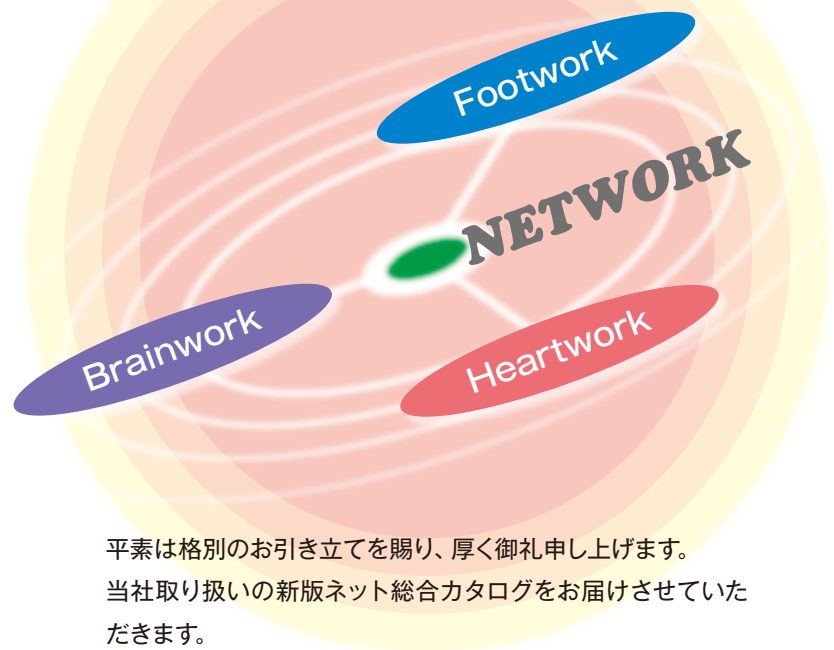 Footwork
NETWORK
Brainwork
Heartwork
平素は格別のお引き立てを賜り、厚く御礼申し上げます。
当社取り扱いの新版ネット総合カタログをお届けさせていた
だきます。